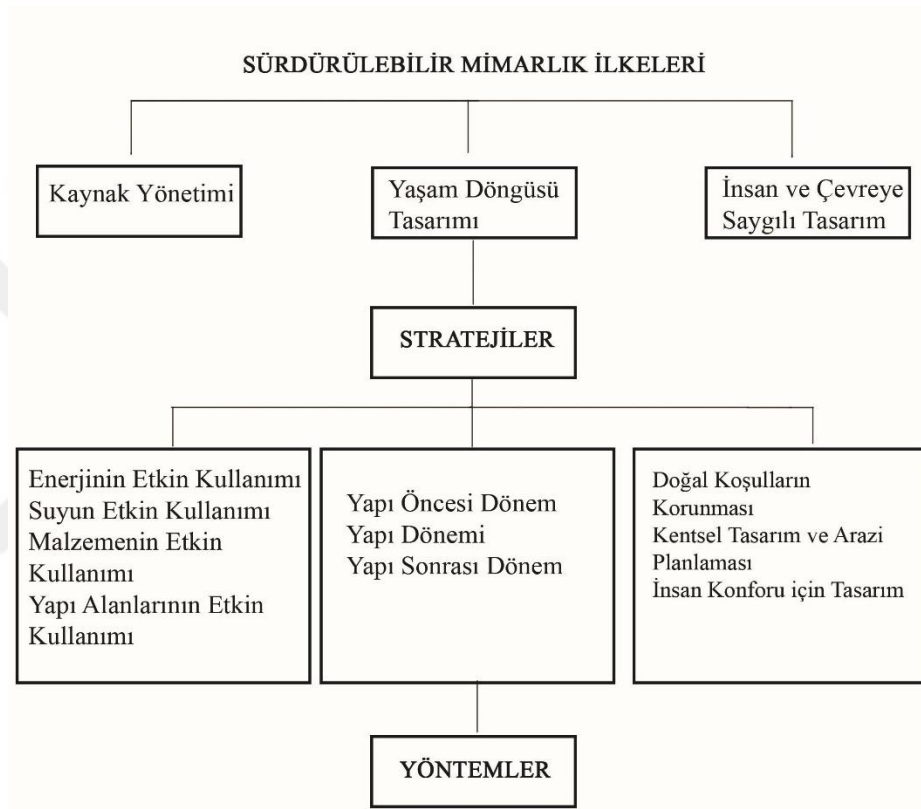 SÜRDÜRÜLEBİLİR MİMARLIK İLKELERİ
Kaynak Yönetimi
Yaşam Döngüsü
Tasarımı
İnsan ve Çevreye
Saygılı Tasarım
STRATEJİLER
Enerjinin Etkin Kullanımı
Suyun Etkin Kullanımı
Malzemenin Etkin
Kullanımı
Yapı Alanlarının Etkin
Kullanımı
Yapı Öncesi Dönem
Yapı Dönemi
Yapı Sonrası Dönem
Doğal Koşulların
Korunması
Kentsel Tasarım ve Arazi
Planlaması
İnsan Konforu için Tasarım
YÖNTEMLER